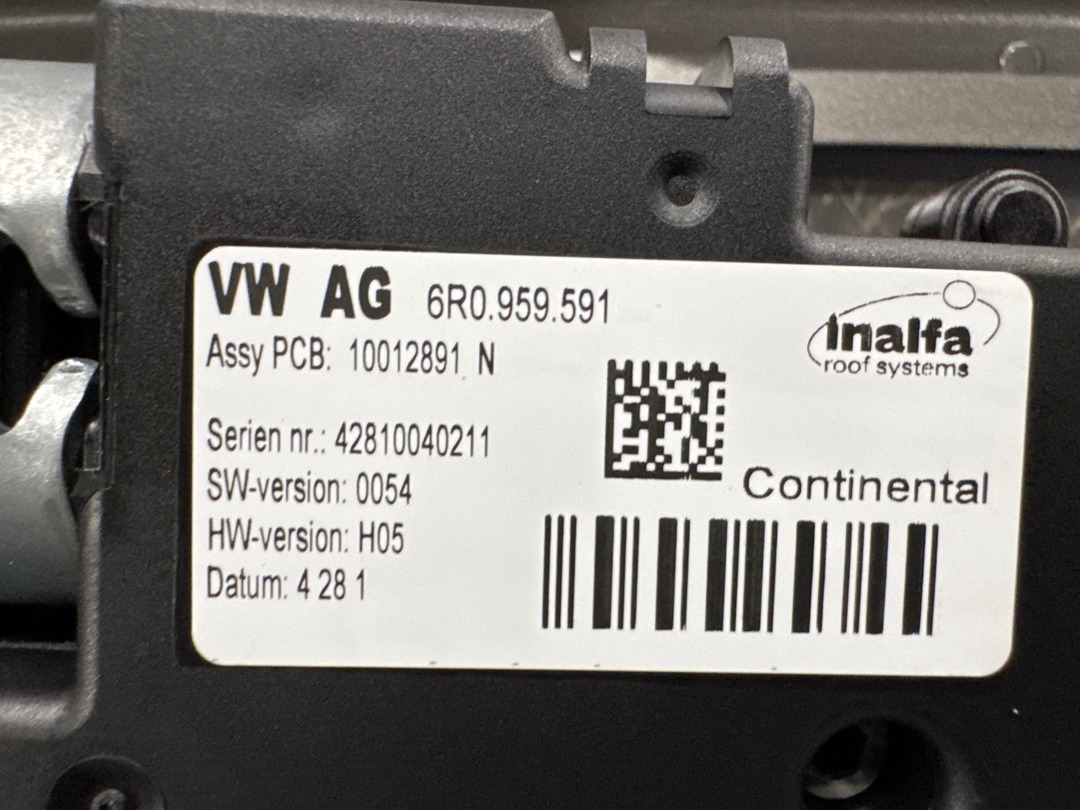 VW AG 6R0.959.591
Assy PCB: 10012891 N
Inalfa
roof systems
Serien nr.: 42810040211
SW-version: 0054
Continental
HW-version: H05
Datum: 4 28 1